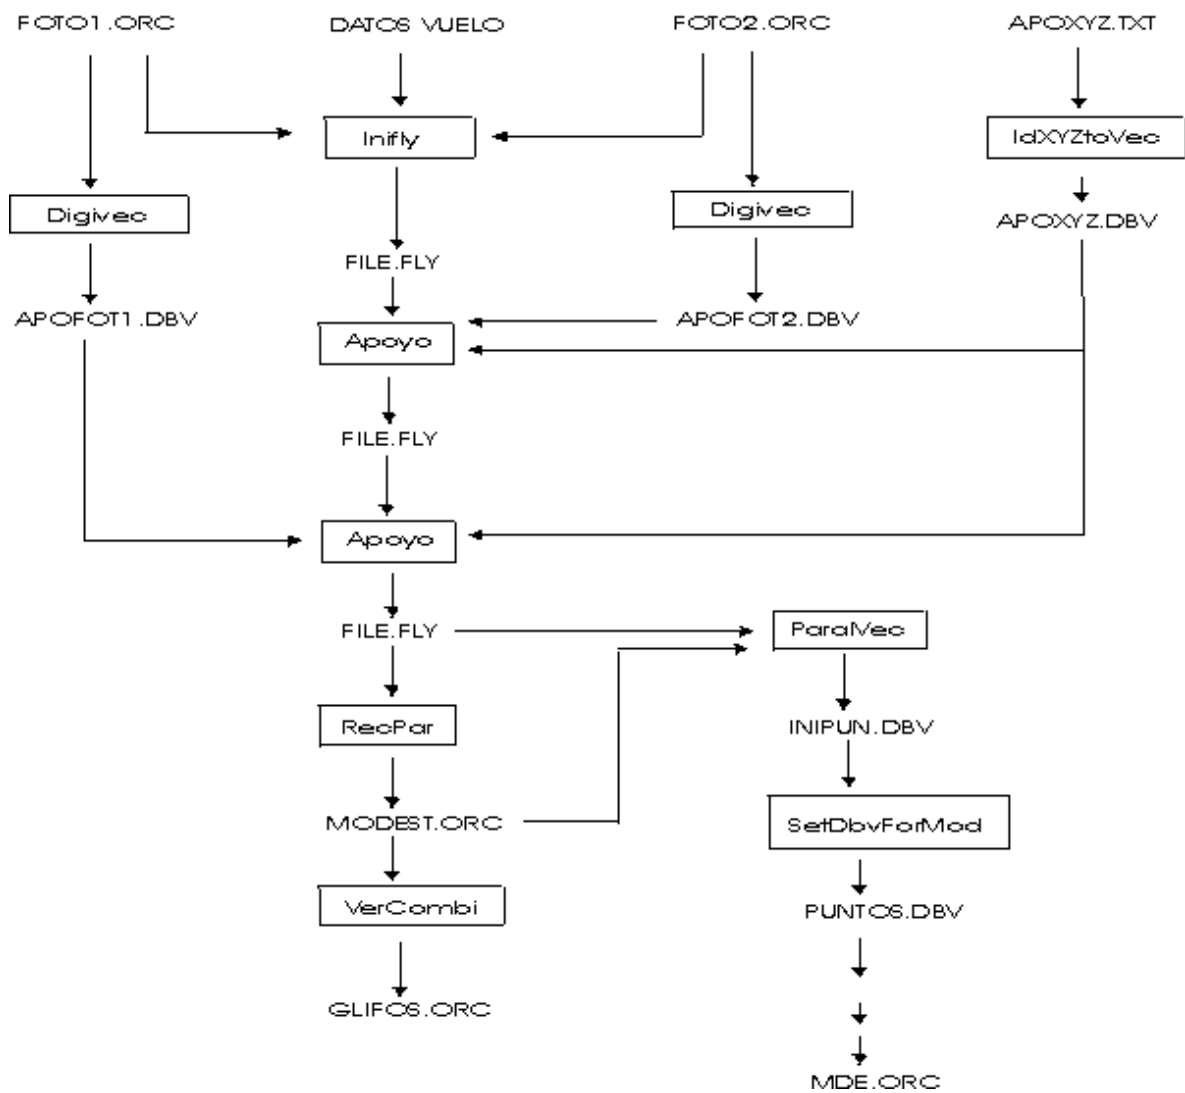 FOTO1.ORC
DATOS VUELO
FOTO2.ORC
APOXYZ.TXT
Inifly
IdXYZtoVec
Digivec
Digivec
APOXYZ.DBV
FILE.FLY
APOFOT1.DBV
APOFOT2.DBV
Apoyo
FILE.FLY
Apoyo
FILE.FLY
ParalVec
RecPar
INIPUN.DBV
MODEST.ORC
SetDbvForMod
VerCombi
PUNTOS.DBV
GLIFOS.ORC
MDE.ORC